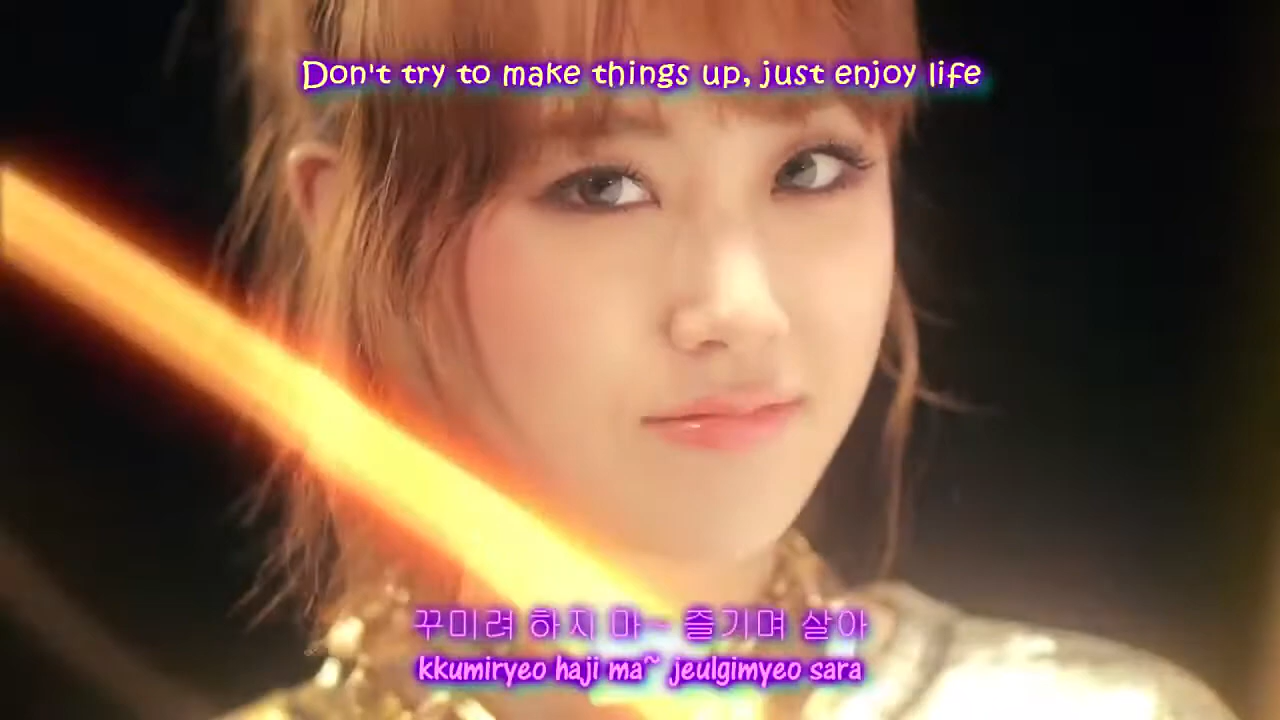 Don't try to make things up, just enjoy life
꾸미려 하지 마~ 즐기며 살아
kkumiryeo haji ma~ jeulgimyeo sara